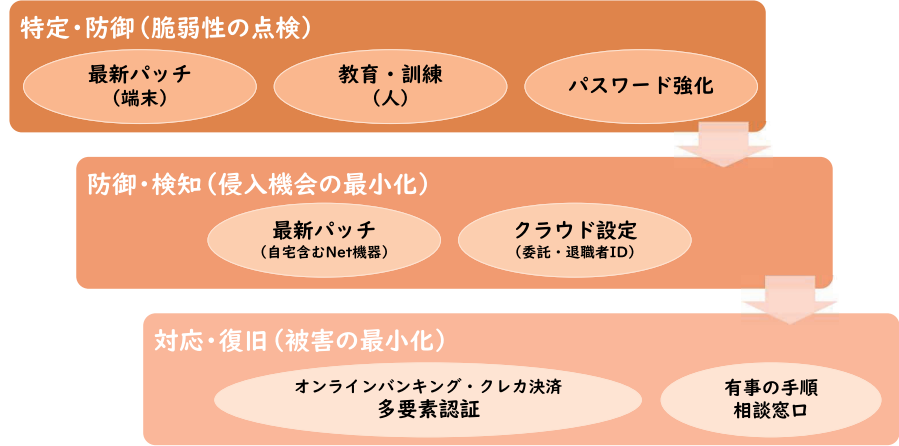 特定・防御（脆弱性の点検）
最新パッチ
（端末）
教育・訓練
（人）
パスワード強化
防御・検知（侵入機会の最小化）
最新パッチ
（自宅含むNet機器）
クラウド設定
（委託・退職者ID）
対応・復旧（被害の最小化）
オンラインバンキング・クレカ決済
多要素認証
有事の手順
相談窓口